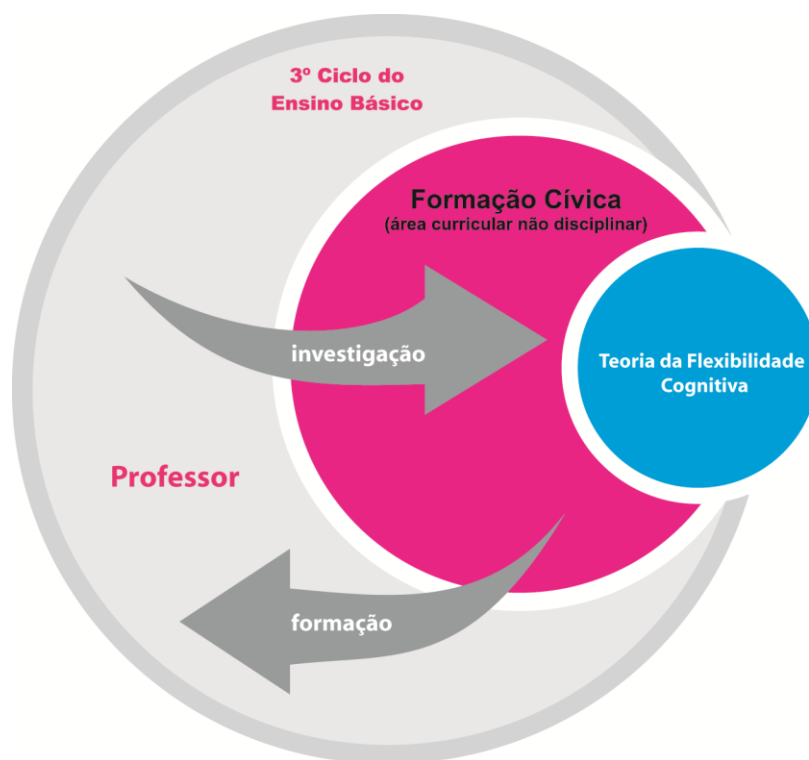 3º Ciclo do
Ensino Básico
Formação Cívica
(área curricular não disciplinar)
investigação
Teoria da Flexibilidade
Cognitiva
Professor
formação